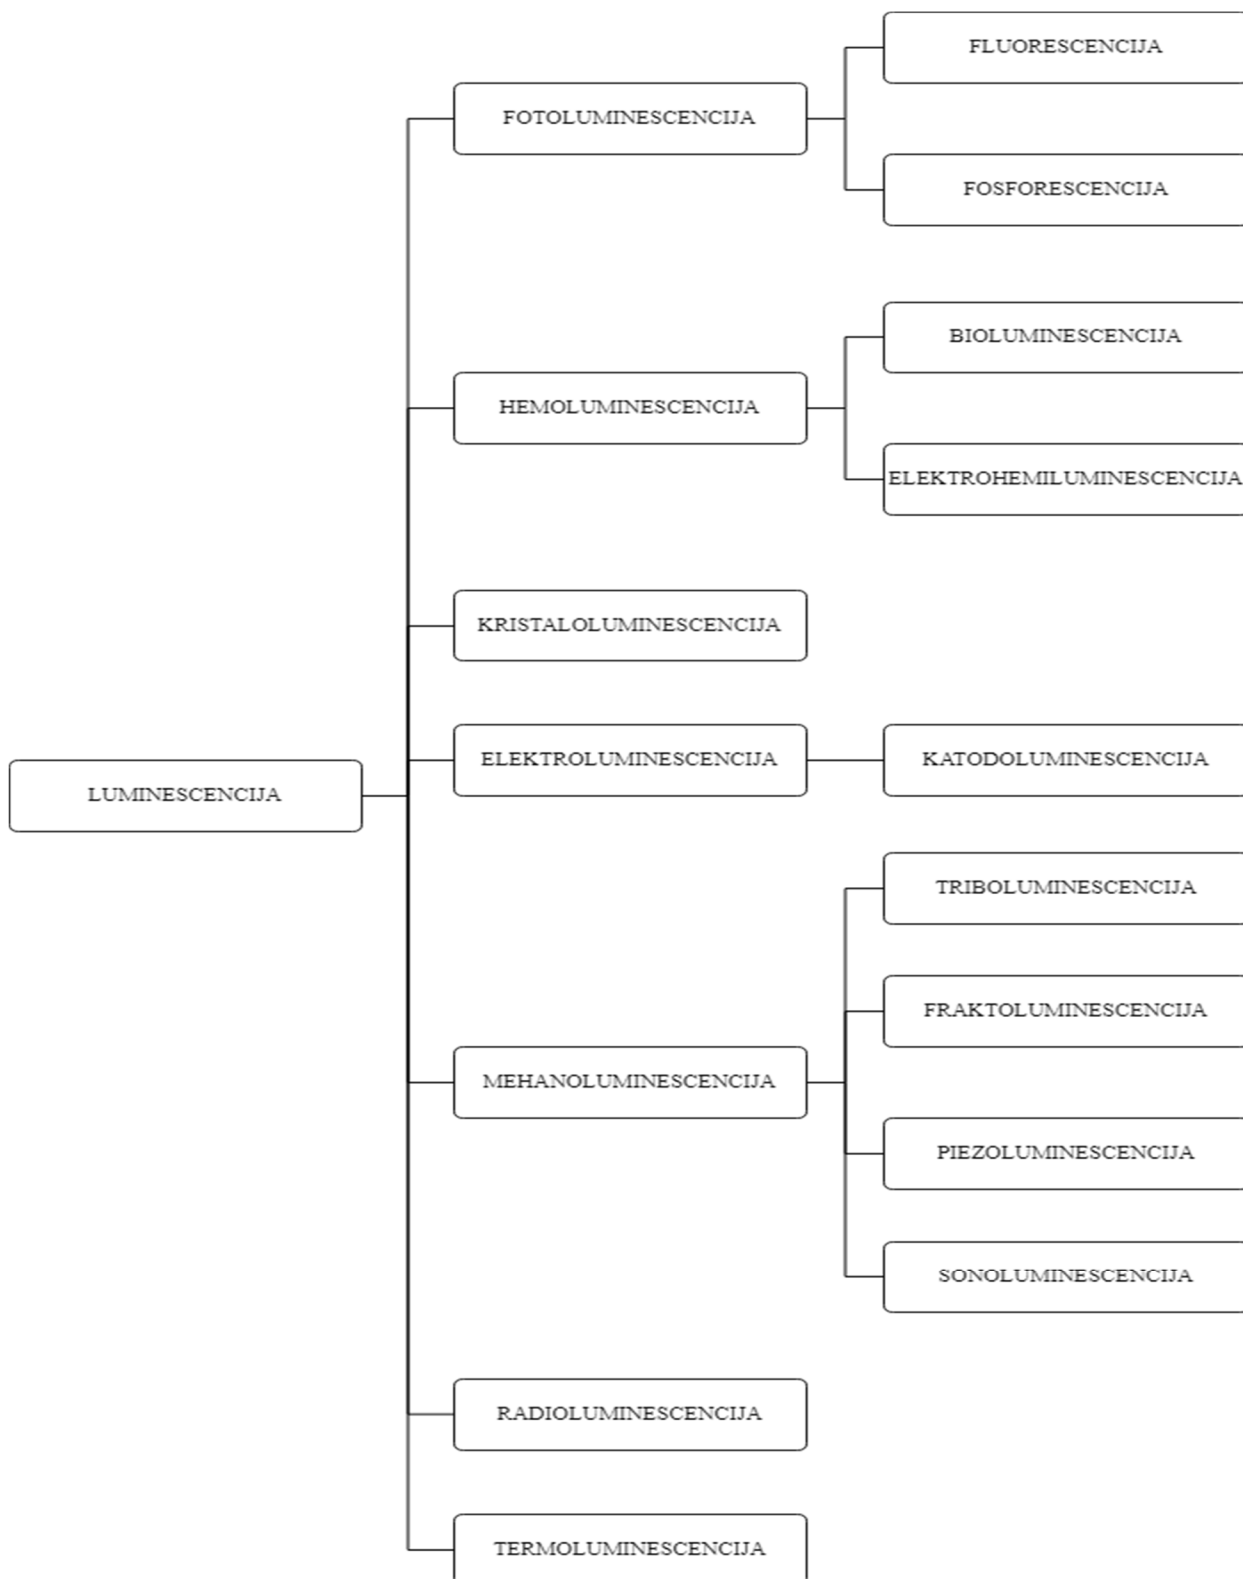 LUMINESCENCIJA
FOTOLUMINESCENCIJA
FLUORESCENCIJA
FOSFORESCENCIJA
HEMOLUMINESCENCIJA
BIOLUMINESCENCIJA
ELEKTROHEMILUMINESCENCIJA
KRISTALOLUMINESCENCIJA
ELEKTROLUMINESCENCIJA
KATODOLUMINESCENCIJA
MEHANOLUMINESCENCIJA
TRIBOLUMINESCENCIJA
FRAKTOLUMINESCENCIJA
PIEZOLUMINESCENCIJA
SONOLUMINESCENCIJA
RADIOLUMINESCENCIJA
TERMOLUMINESCENCIJA